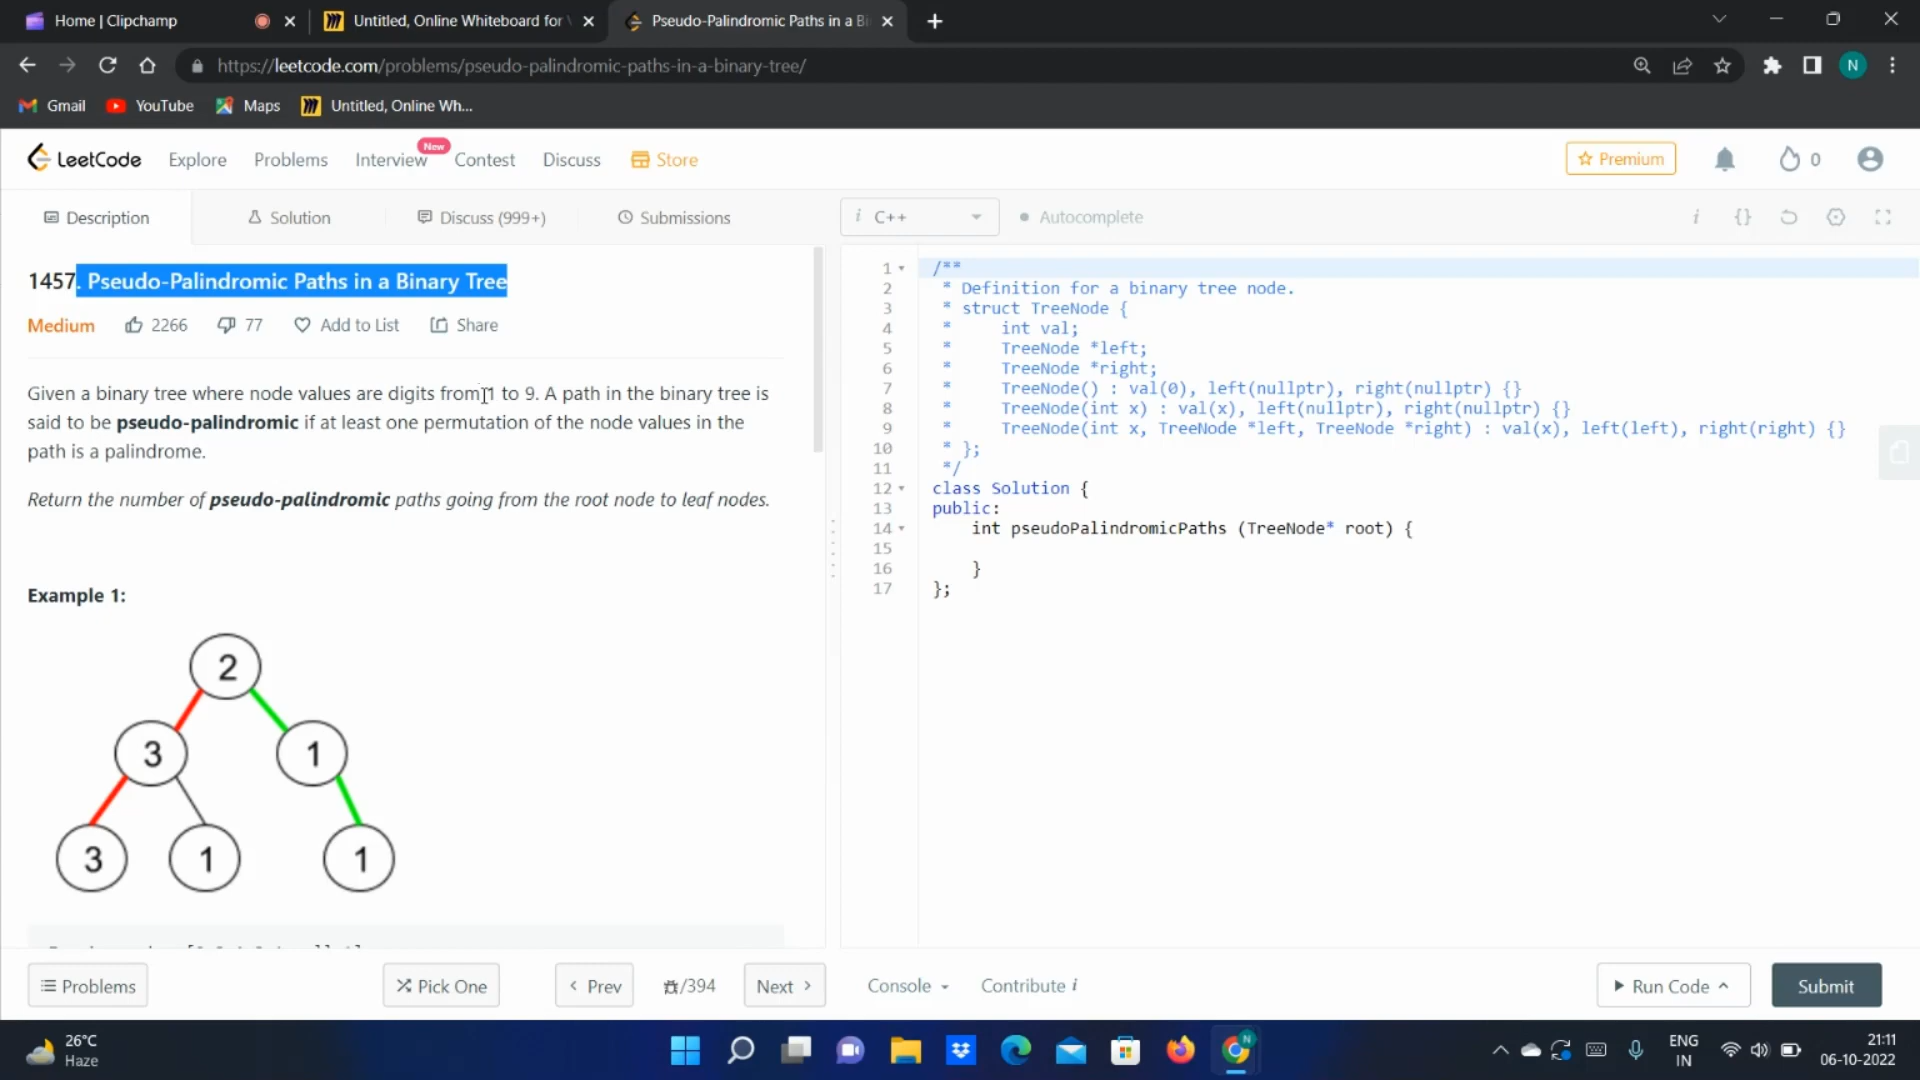 Home | Clipchamp
Untitled, Online Whiteboard for
Pseudo-Palindromic Paths in a Bi
https://leetcode.com/problems/pseudo-palindromic-paths-in-a-binary-tree/
N
Gmail
YouTube
Maps
Untitled, Online Wh...
LeetCode
Explore
Problems
Interview
New
Contest
Discuss
Store
Premium
0
Description
Solution
Discuss (999+)
Submissions
i C++
Autocomplete
i {}
1457. Pseudo-Palindromic Paths in a Binary Tree
Medium
2266
77
Add to List
Share
Given a binary tree where node values are digits from 1 to 9. A path in the binary tree is
said to be pseudo-palindromic if at least one permutation of the node values in the
path is a palindrome.
Return the number of pseudo-palindromic paths going from the root node to leaf nodes.
Example 1:
2
3 1
3 1 1
1 /**
2 * Definition for a binary tree node.
3 * struct TreeNode {
4 *     int val;
5 *     TreeNode *left;
6 *     TreeNode *right;
7 *     TreeNode() : val(0), left(nullptr), right(nullptr) {}
8 *     TreeNode(int x) : val(x), left(nullptr), right(nullptr) {}
9 *     TreeNode(int x, TreeNode *left, TreeNode *right) : val(x), left(left), right(right) {}
10 * };
11 */
12 class Solution {
13 public:
14     int pseudoPalindromicPaths (TreeNode* root) {
15
16     }
17 };
Problems
Pick One
Prev
/394
Next
Console
Contribute i
Run Code
Submit
26°C
Haze
N
ENG
IN
21:11
06-10-2022